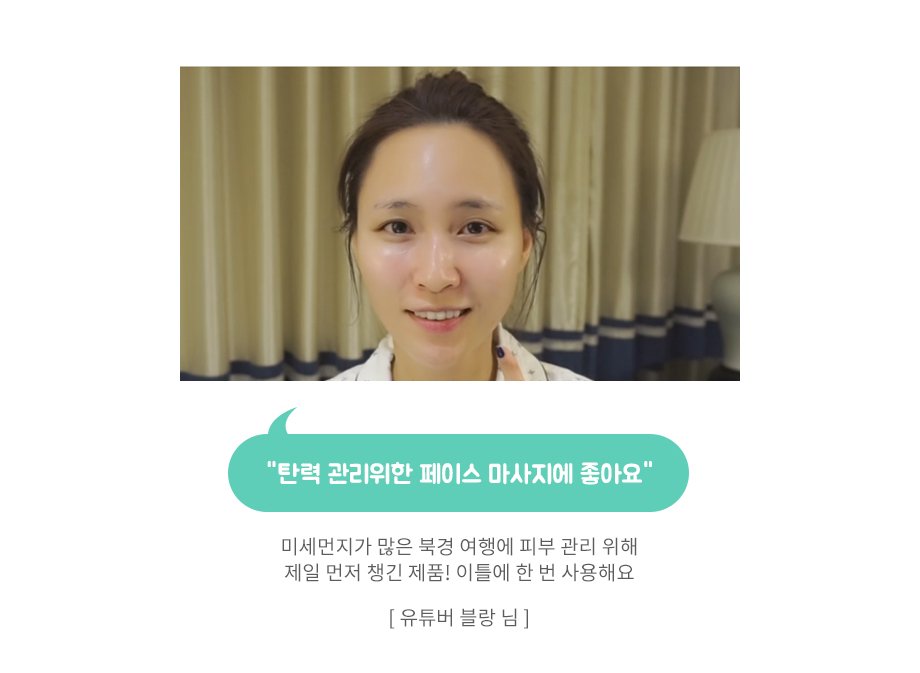 "탄력 관리위한 페이스 마사지에 좋아요"
미세먼지가 많은 북경 여행에 피부 관리 위해
제일 먼저 챙긴 제품! 이틀에 한 번 사용해요
[ 유튜버 블랑 님 ]